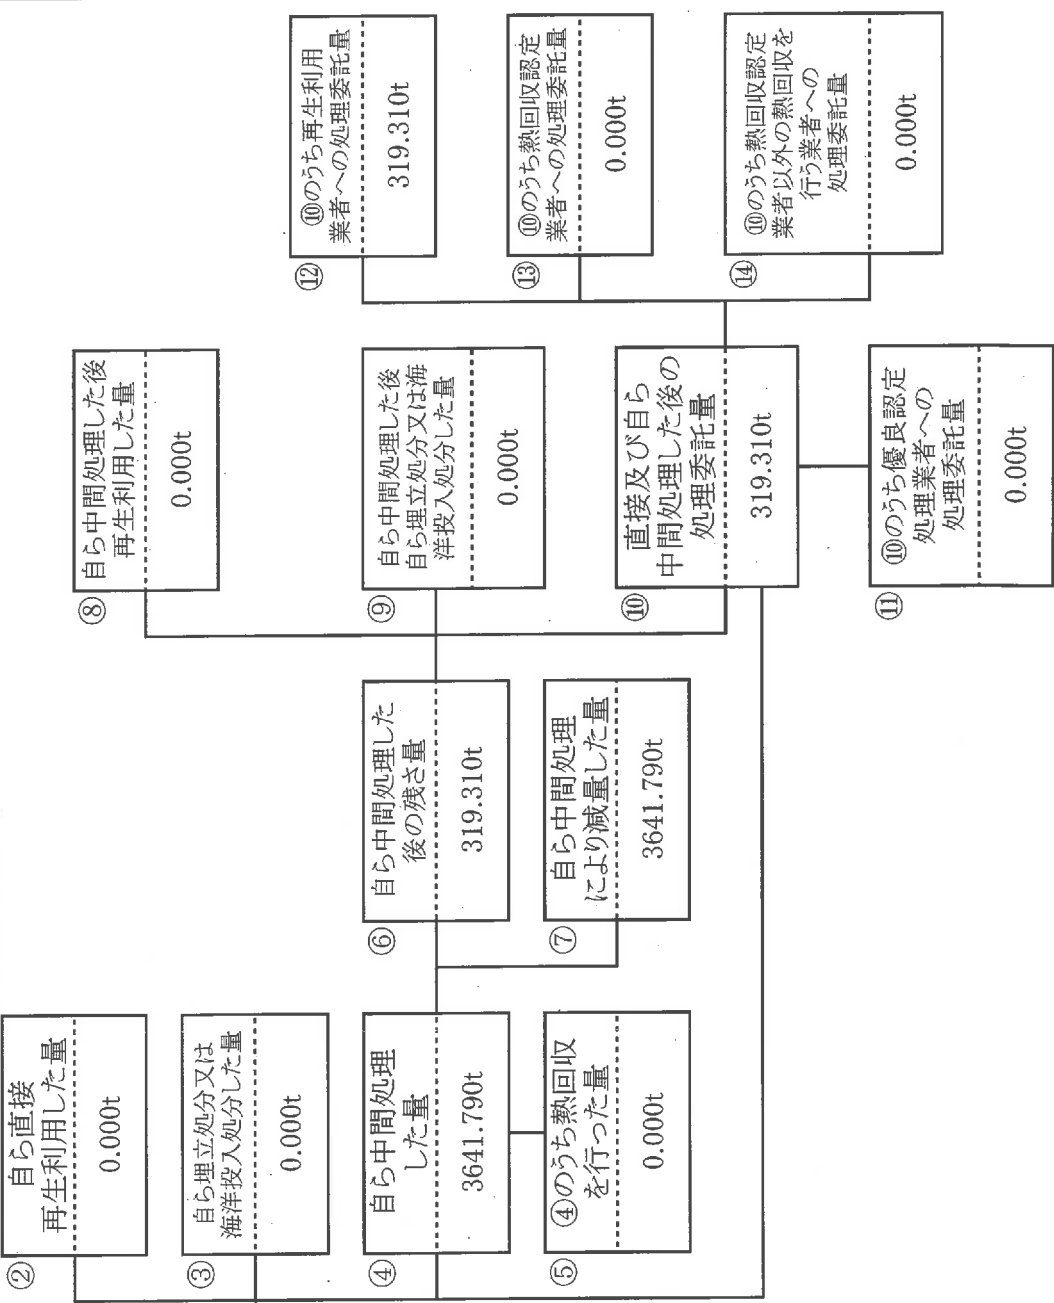 ②
自ら直接
再生利用した量
0.000t
③
自ら埋立処分又は
海洋投入処分した量
0.000t
④
自ら中間処理
した量
3641.790t
⑤
④のうち熱回収
を行った量
0.000t
⑥
自ら中間処理した
後の残さ量
319.310t
⑦
自ら中間処理
により減量した量
3641.790t
⑧
自ら中間処理した後
再生利用した量
0.000t
⑨
自ら中間処理した後
自ら埋立処分又は海
洋投入処分した量
0.000t
⑩
直接及び自ら
中間処理した後の
処理委託量
319.310t
⑪
⑩のうち優良認定
処理業者への
処理委託量
0.000t
⑫
⑩のうち再生利用
業者への処理委託量
319.310t
⑬
⑩のうち熱回収認定
業者への処理委託量
0.000t
⑭
⑩のうち熱回収認定
業者以外の熱回収を
行う業者への
処理委託量
0.000t